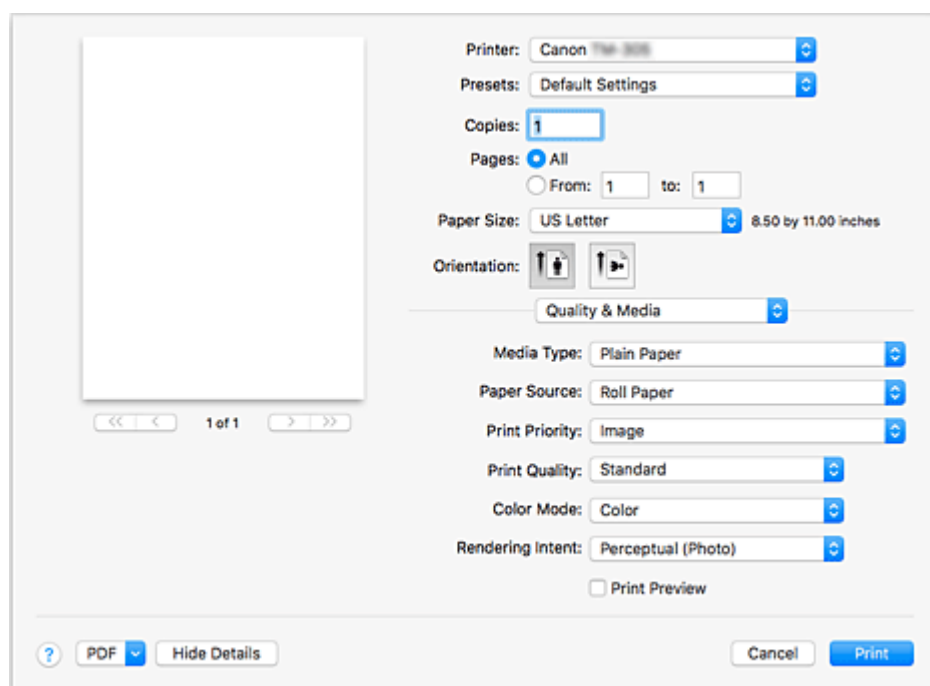 Printer: Canon
Presets: Default Settings
Copies: 1
Pages: All
From: 1 to: 1
Paper Size: US Letter 8.50 by 11.00 inches
Orientation:
Quality & Media
Media Type: Plain Paper
Paper Source: Roll Paper
<< < 1 of 1 > >>
Print Priority: Image
Print Quality: Standard
Color Mode: Color
Rendering Intent: Perceptual (Photo)
Print Preview
? PDF Hide Details Cancel Print